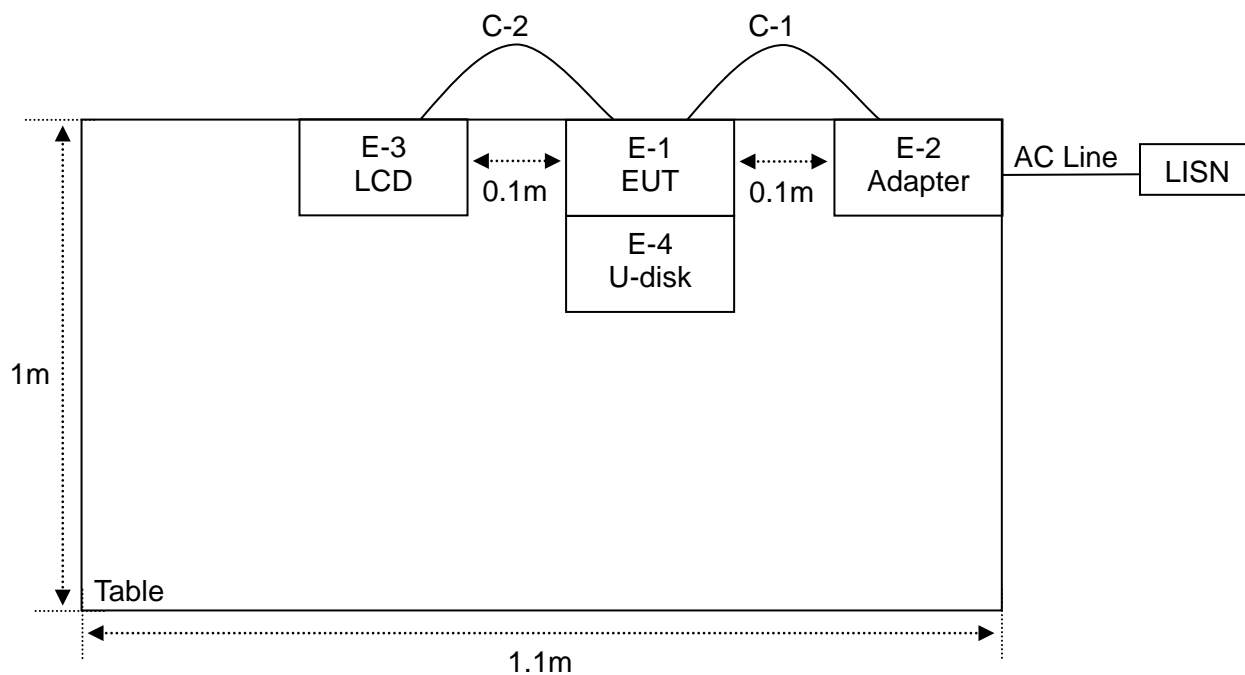 C-2
C-1
E-3
LCD
E-1
EUT
E-2
Adapter
AC Line
LISN
0.1m
0.1m
E-4
U-disk
1m
Table
1.1m